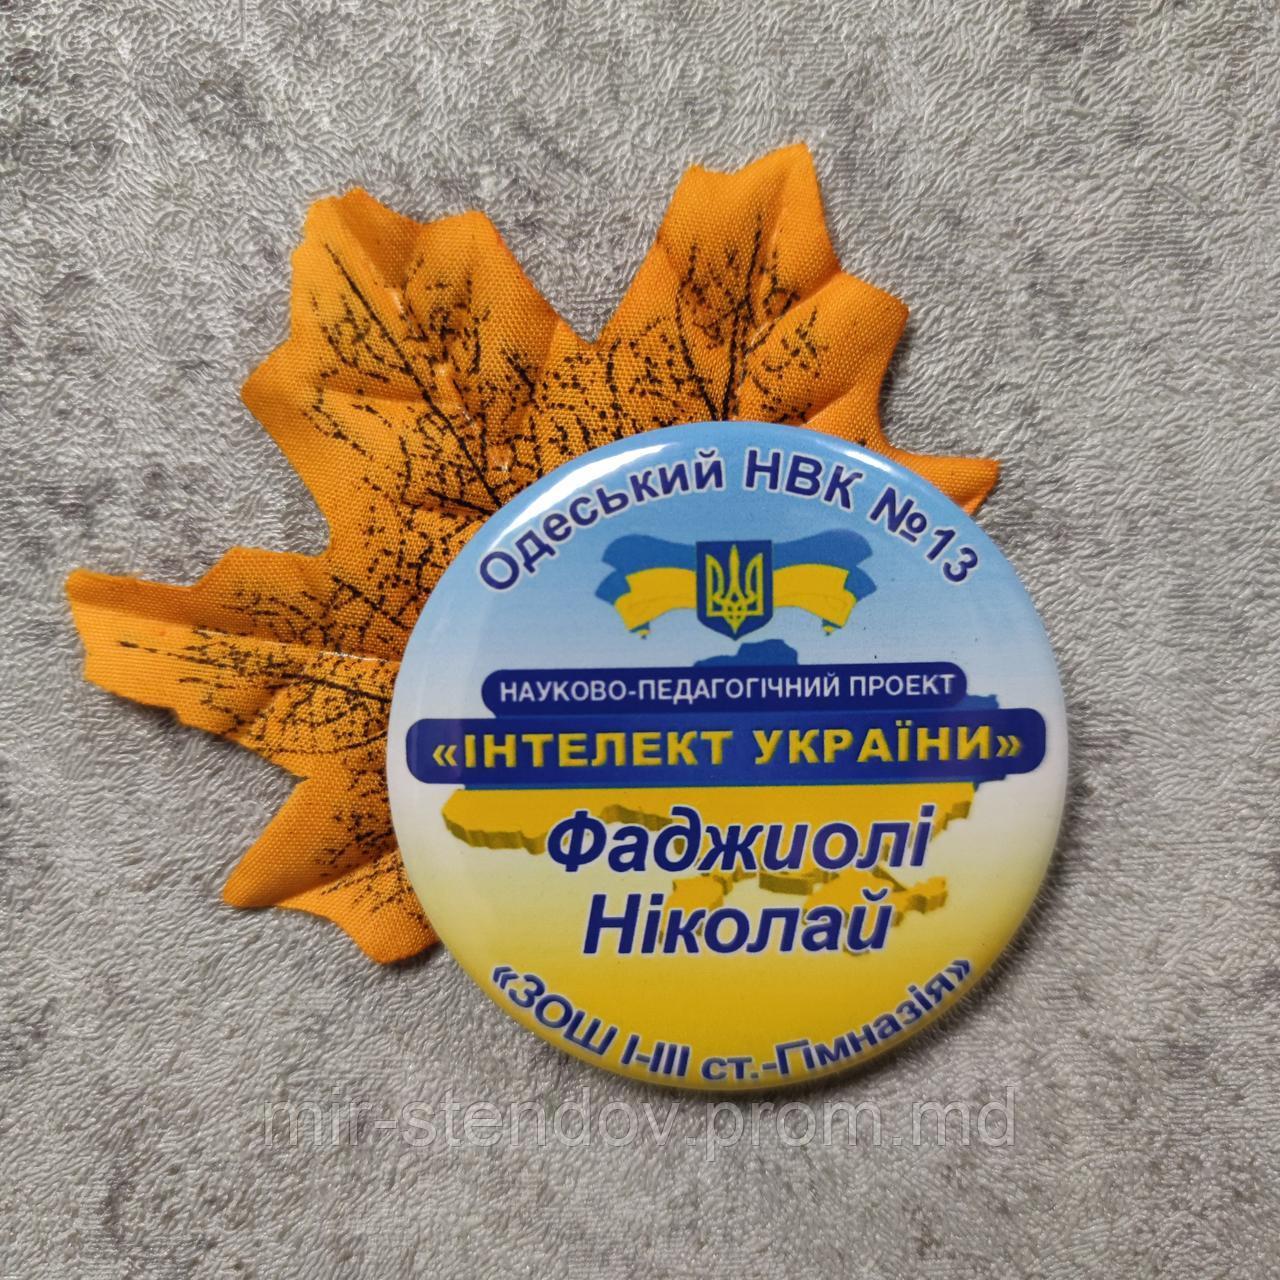 Одеський НВК №13
НАУКОВО-ПЕДАГОГІЧНИЙ ПРОЕКТ
«ІНТЕЛЕКТ УКРАЇНИ»
Фаджиолі
Ніколай
«ЗОШ І-ІІІ ст.-Гімназія»
mir-stendov.prom.md